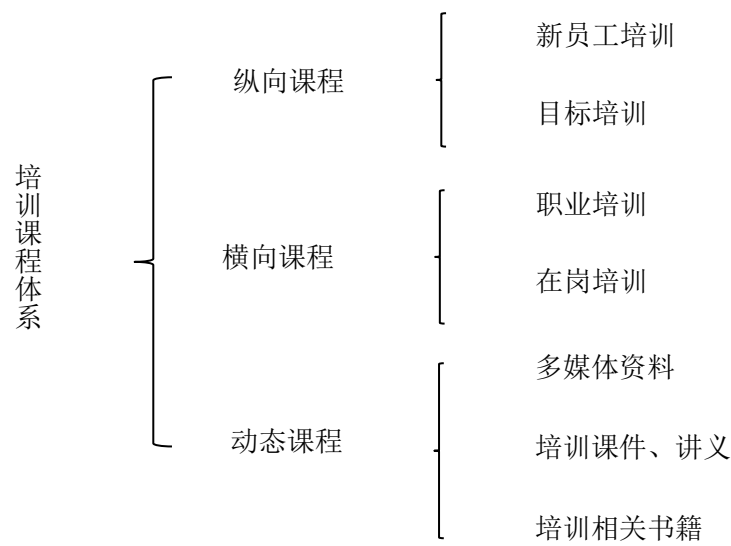 培训课程体系
纵向课程
新员工培训
目标培训
横向课程
职业培训
在岗培训
动态课程
多媒体资料
培训课件、讲义
培训相关书籍